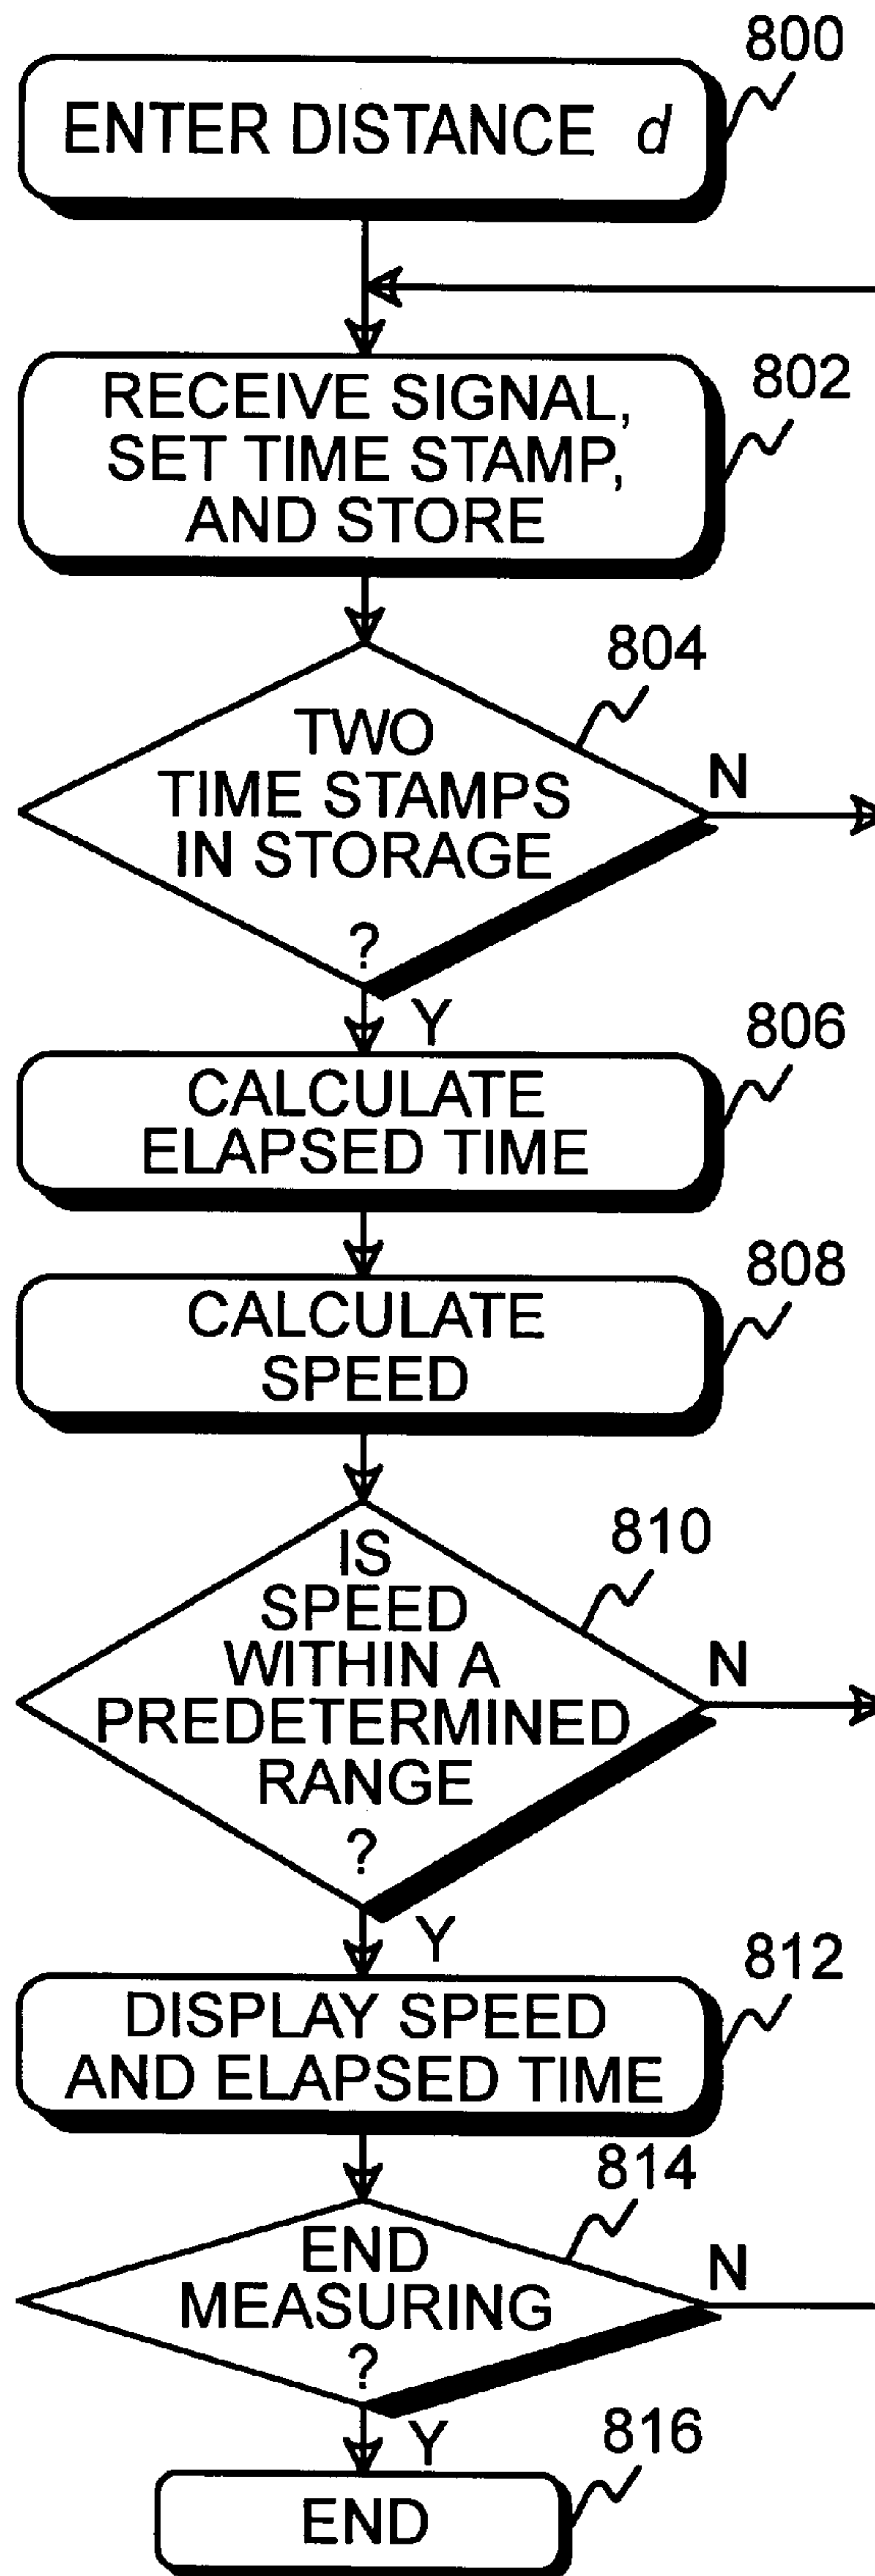 800
ENTER DISTANCE d
802
RECEIVE SIGNAL,
SET TIME STAMP,
AND STORE
804
TWO
TIME STAMPS
IN STORAGE
?
N
Y
806
CALCULATE
ELAPSED TIME
808
CALCULATE
SPEED
810
IS
SPEED
WITHIN A
PREDETERMINED
RANGE
?
N
Y
812
DISPLAY SPEED
AND ELAPSED TIME
814
END
MEASURING
?
N
Y
816
END